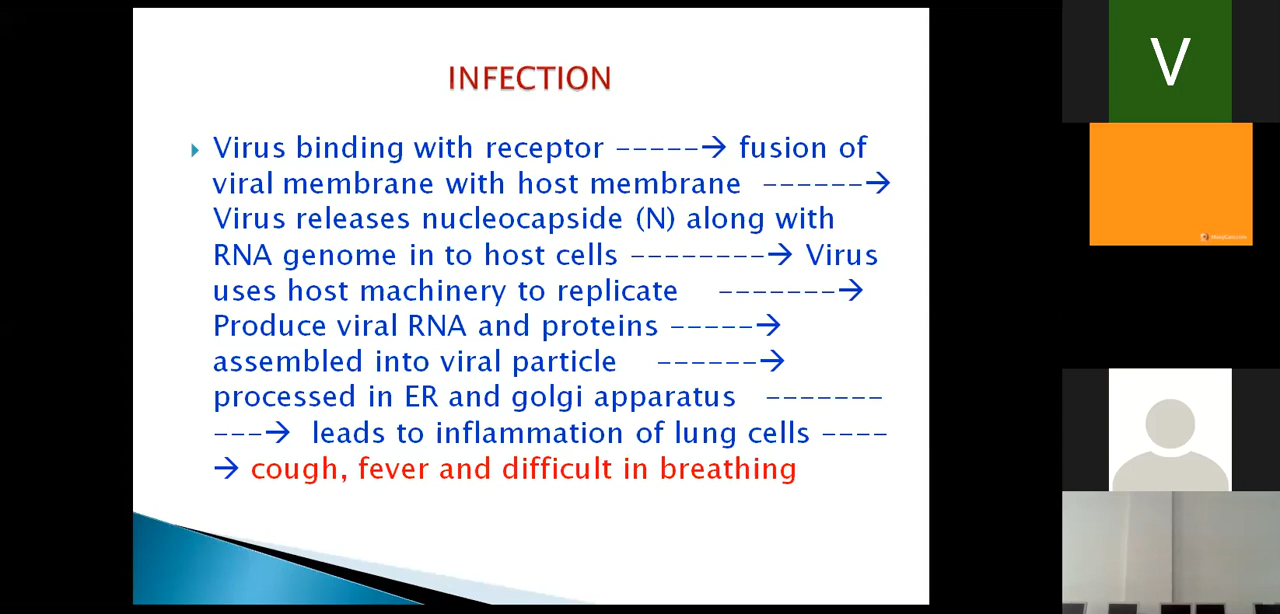 INFECTION
Virus binding with receptor -----→ fusion of
viral membrane with host membrane ------→
Virus releases nucleocapside (N) along with
RNA genome in to host cells --------→ Virus
uses host machinery to replicate -------→
Produce viral RNA and proteins -----→
assembled into viral particle ------→
processed in ER and golgi apparatus -------
---→ leads to inflammation of lung cells ----
→ cough, fever and difficult in breathing
V